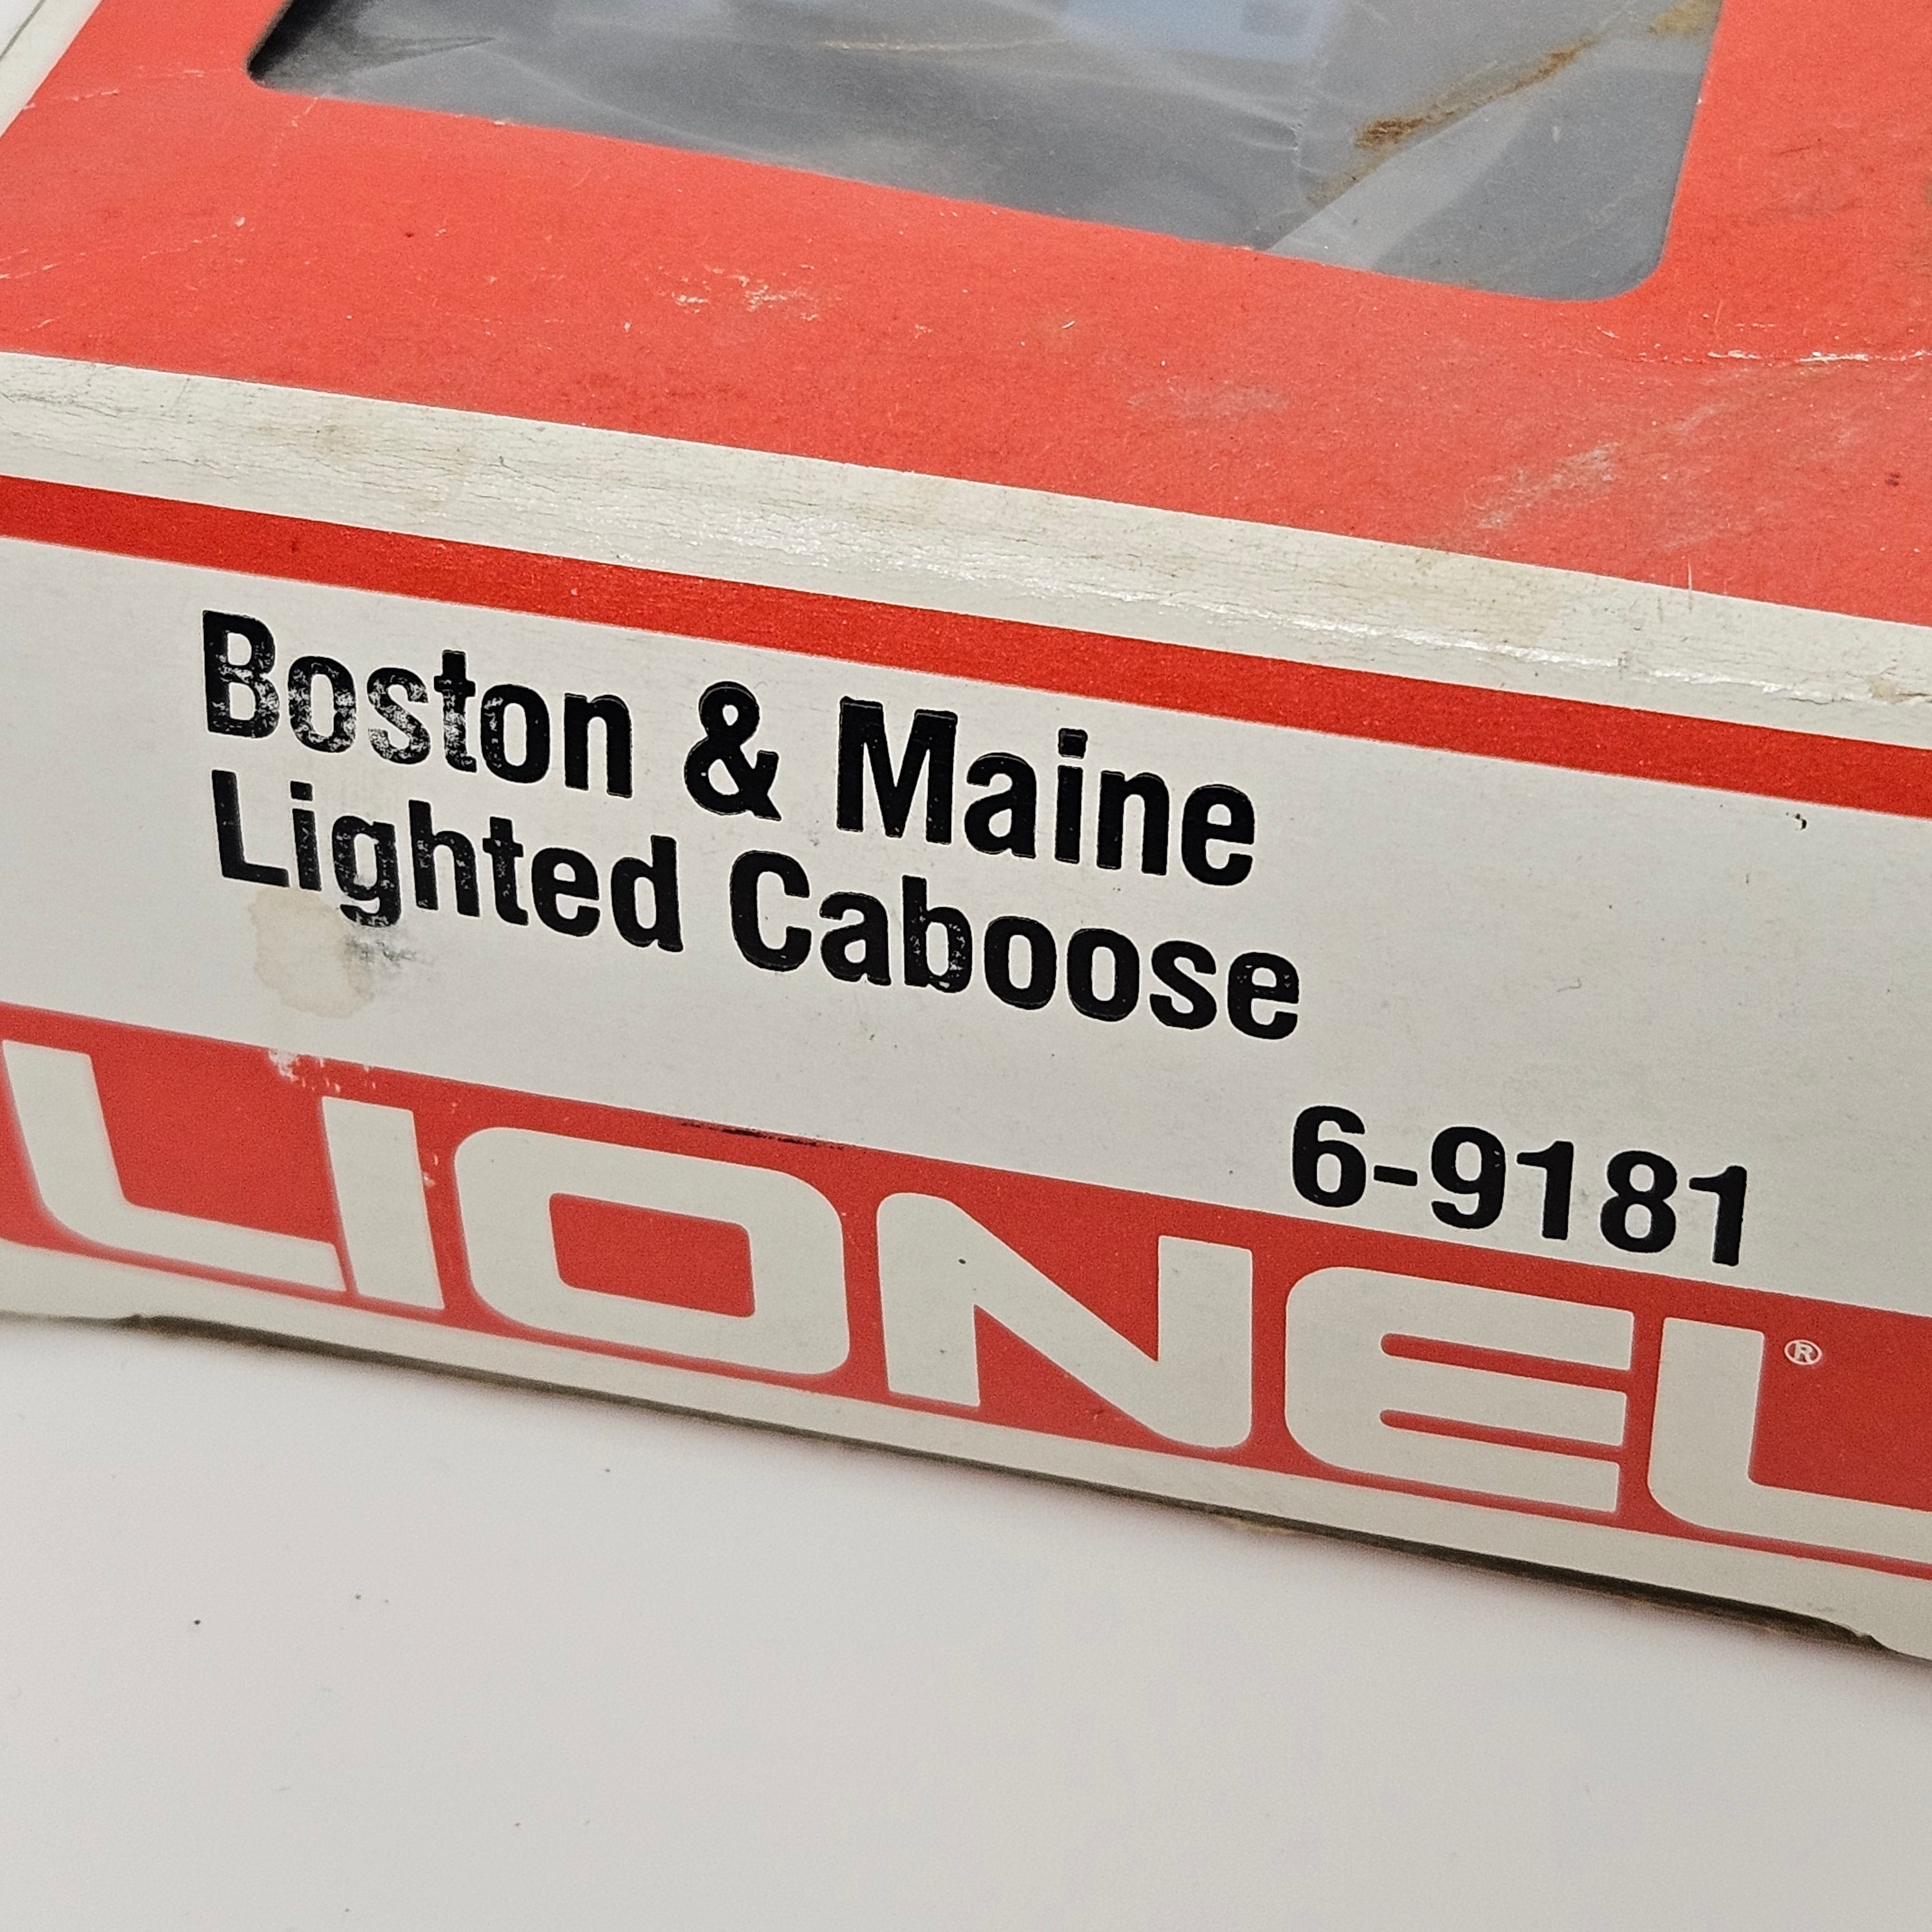 Boston & Maine
Lighted Caboose
6-9181
LIONEL®